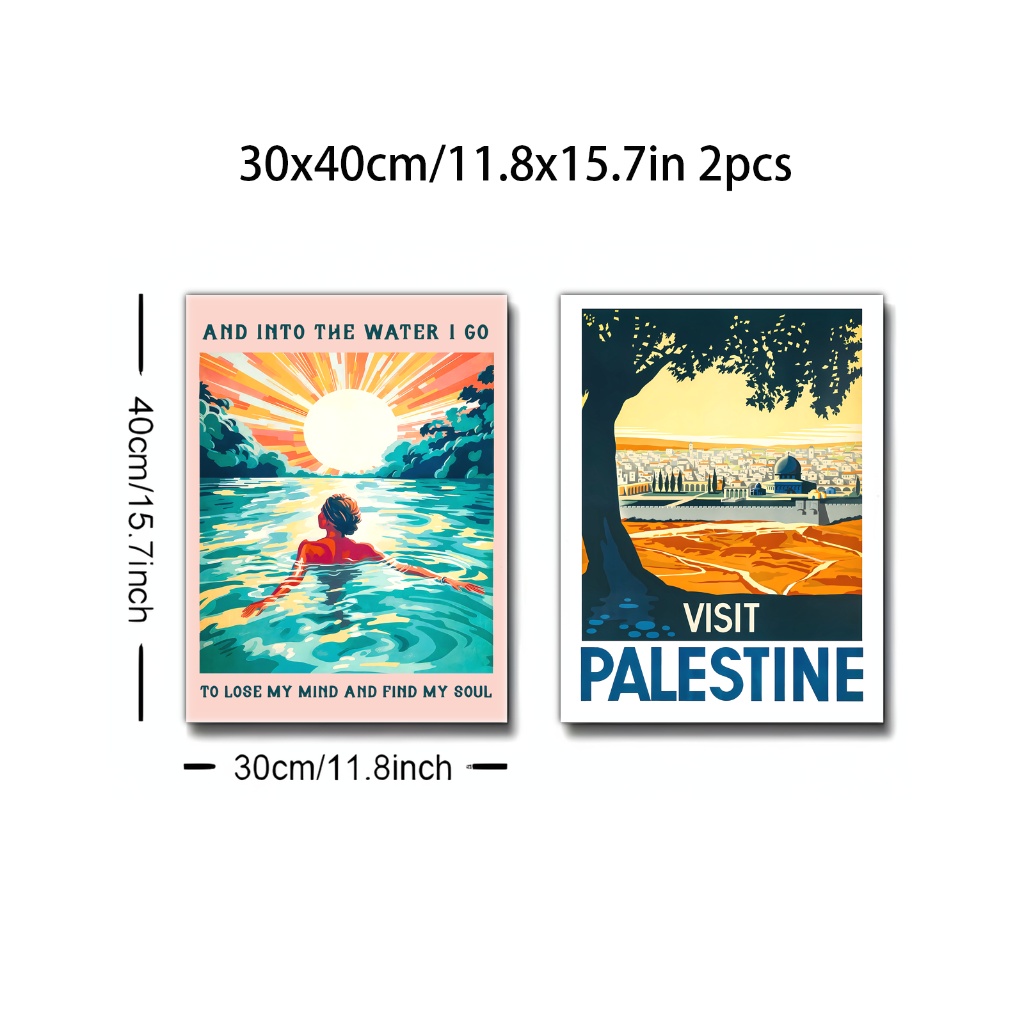 30x40cm/11.8x15.7in 2pcs
AND INTO THE WATER I GO
TO LOSE MY MIND AND FIND MY SOUL
VISIT
PALESTINE
40cm/15.7inch
30cm/11.8inch